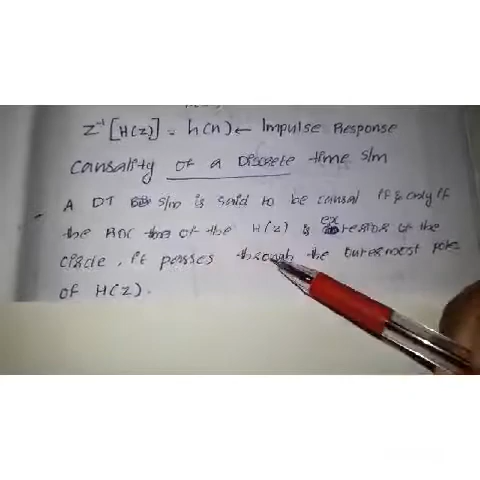 Z⁻¹[H(Z)] = h(n) ← Impulse Response
Causality of a Discrete time s/m
- A DT s/m is said to be causal if & only if
the ROC of the H(Z) is exterior of the
circle, it passes through the outermost pole
of H(Z).